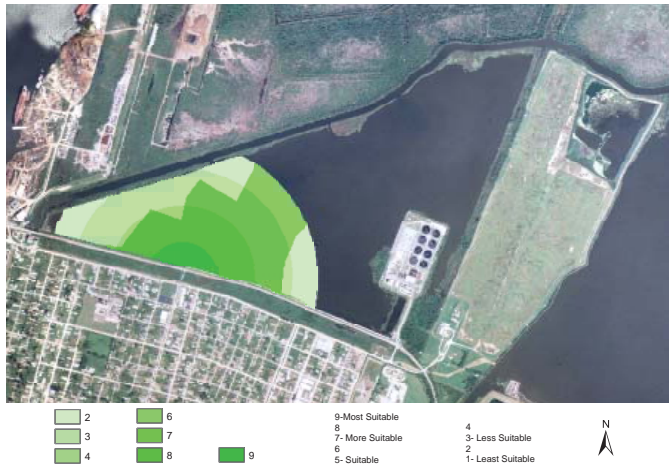 2
3
4
6
7
8
9
9-Most Suitable
8
7- More Suitable
6
5- Suitable
4
3- Less Suitable
2
1- Least Suitable
N